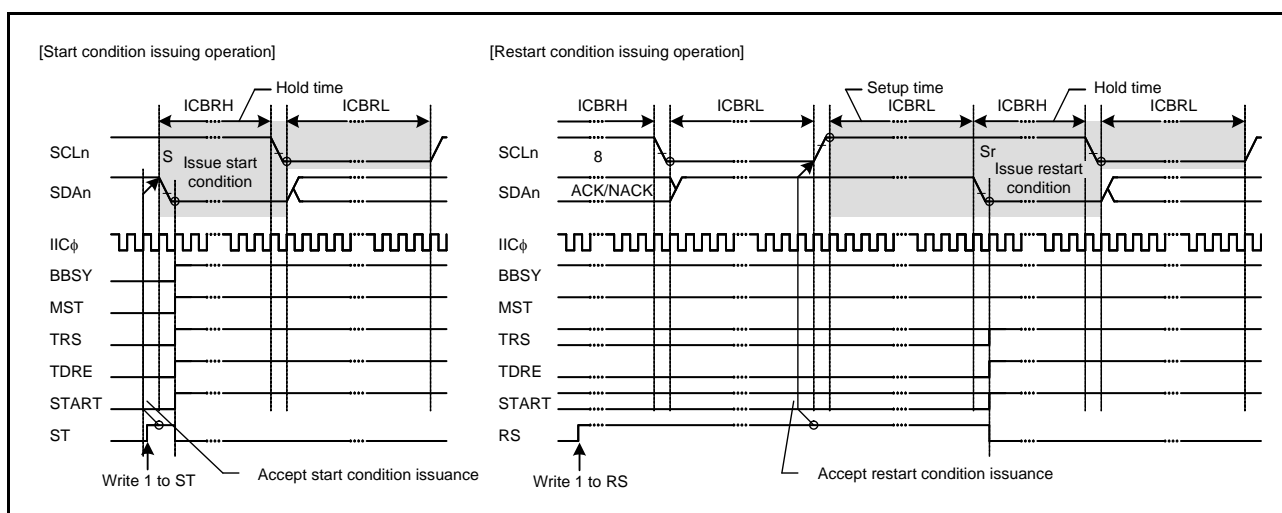 [Start condition issuing operation]
Hold time
ICBRH
ICBRL
SCLn
S
Issue start
condition
SDAn
IICφ
BBSY
MST
TRS
TDRE
START
ST
Accept start condition issuance
Write 1 to ST
[Restart condition issuing operation]
Setup time
Hold time
ICBRH
ICBRL
ICBRL
ICBRH
ICBRL
SCLn
8
Sr
Issue restart
condition
SDAn
ACK/NACK
IICφ
BBSY
MST
TRS
TDRE
START
RS
Accept restart condition issuance
Write 1 to RS